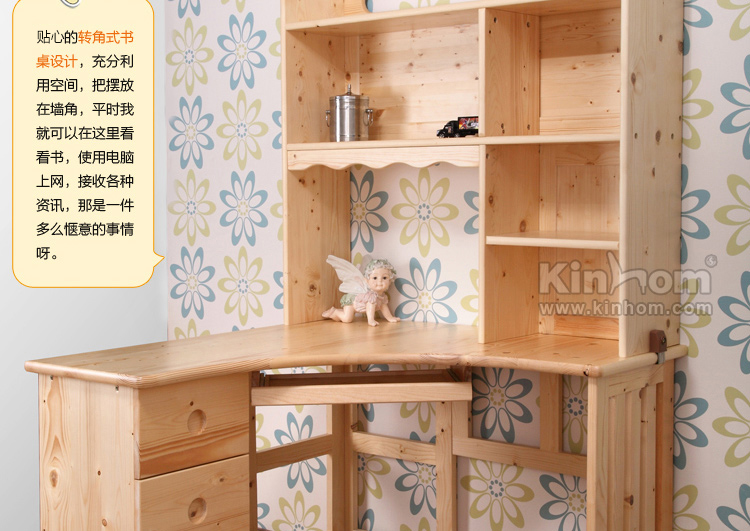 贴心的转角式书
桌设计，充分利
用空间，把摆放
在墙角，平时我
就可以在这里看
看书，使用电脑
上网，接收各种
资讯，那是一件
多么惬意的事情
呀。
Kinhom
www.kinhom.com